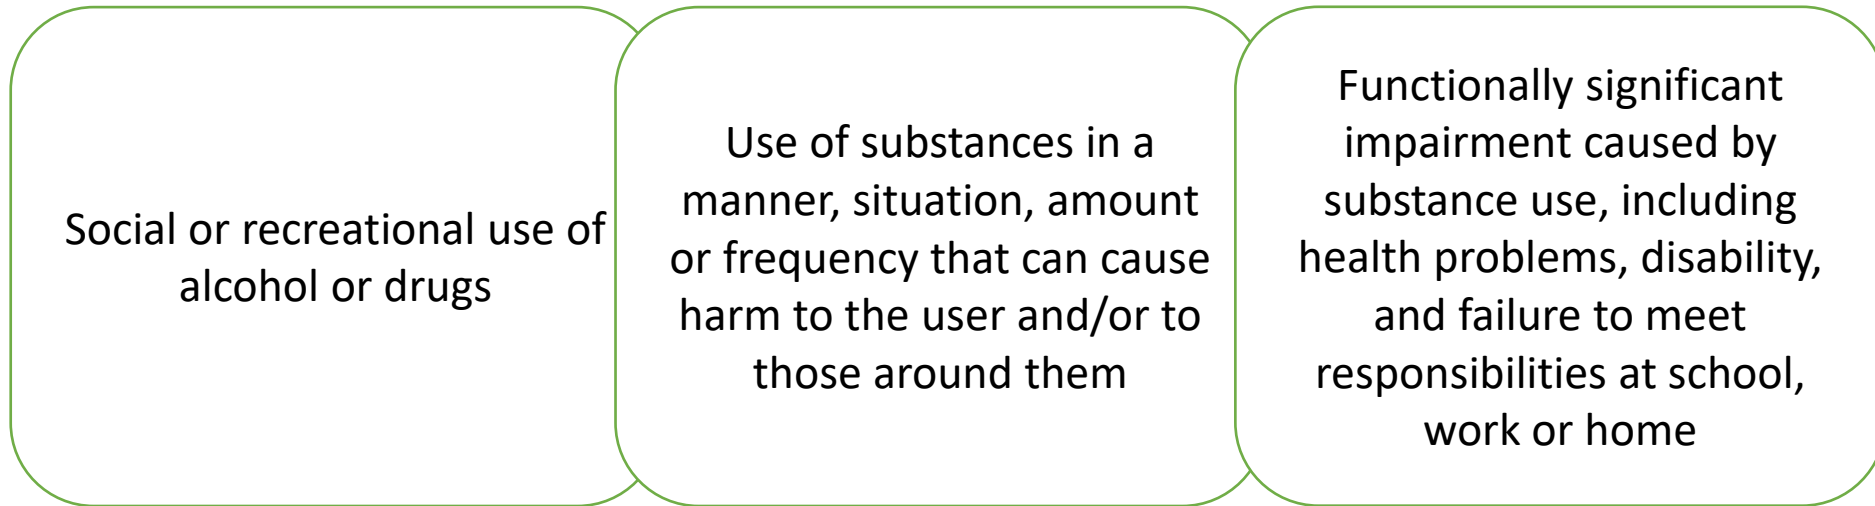 Social or recreational use of
alcohol or drugs
Use of substances in a
manner, situation, amount
or frequency that can cause
harm to the user and/or to
those around them
Functionally significant
impairment caused by
substance use, including
health problems, disability,
and failure to meet
responsibilities at school,
work or home